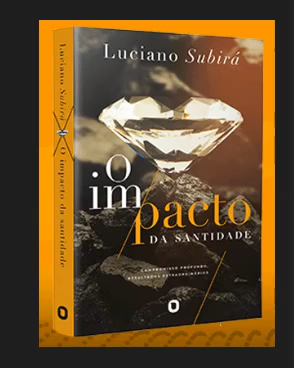 Luciano Subirá
O impacto da santidade
Luciano Subirá
o
im
pacto
DA SANTIDADE
COMPROMISSO PROFUNDO,
RESULTADOS EXTRAORDINÁRIOS